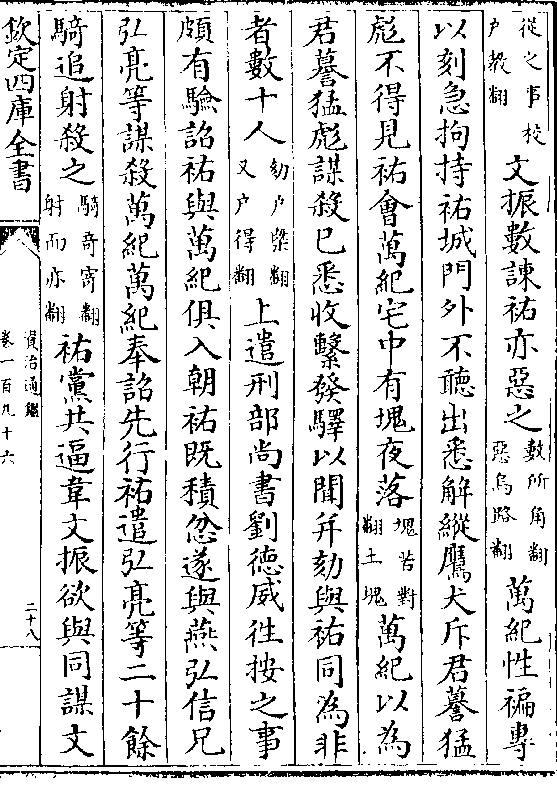 從之事校
户教翻
文振數諫祐亦惡之
數所角翻
惡烏路翻
萬紀性褊專
以刻急拘持祐城門外不聽出悉解縱鷹犬斥君謩猛
彪不得見祐會萬紀宅中有塊夜落
塊苦對
翻土塊
萬紀以為
君謩猛彪謀殺已悉收繫發驛以聞并劾與祐同為非
者數十人
劾户槩翻
又户得翻
上遣刑部尚書劉德威往按之事
頗有驗詔祐與萬紀俱入朝祐既積忿遂與燕弘信兄
弘亮等謀殺萬紀萬紀奉詔先行祐遣弘亮等二十餘
騎追射殺之
騎奇寄翻
射而亦翻
祐黨共逼韋文振欲與同謀文
欽定四庫全書
資治通鑑
卷一百九十六
二十八